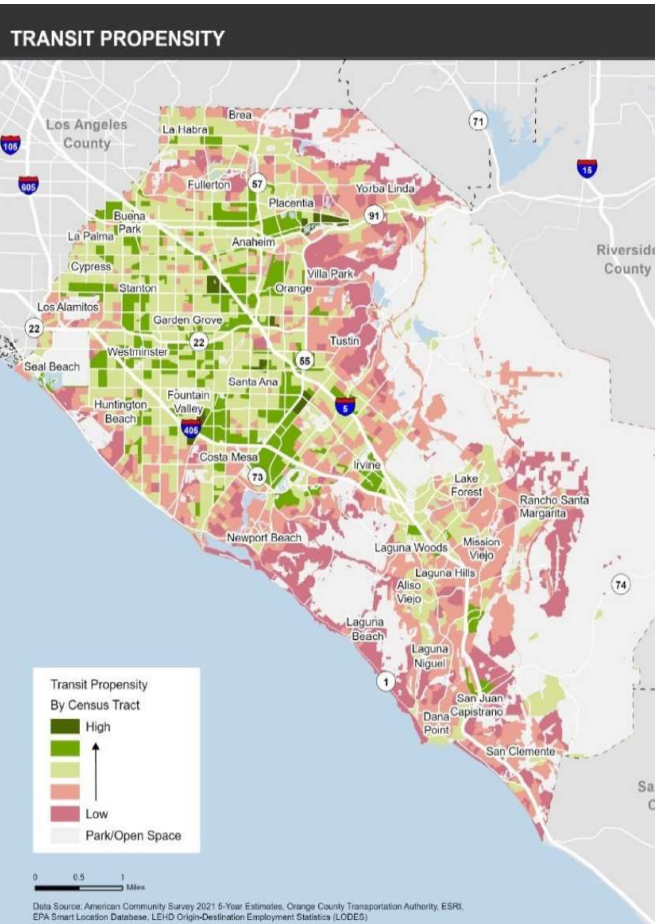 TRANSIT PROPENSITY
Brea
71
Los Angeles
County
La Habra
105
15
605
Fullerton
57
Yorba Linda
Placentia
91
Buena
Park
La Palma
Anaheim
Riverside
County
Cypress
Villa Park
Stanton
Orange
Los Alamitos
Garden Grove
22
22
Tustin
Westminster
55
Seal Beach
Santa Ana
Fountain
Valley
Huntington
Beach
5
405
Costa Mesa
Irvine
73
Lake
Forest
Rancho Santa
Margarita
Newport Beach
Laguna Woods
Mission
Viejo
Laguna Hills
Aliso
Viejo
74
Laguna
Beach
Laguna
Niguel
1
San Juan
Capistrano
Dana
Point
San Clemente
Sa
C
Transit Propensity
By Census Tract
High
Low
Park/Open Space
0 0.5 1
Miles
Data Source: American Community Survey 2021 5-Year Estimates, Orange County Transportation Authority, ESRI,
EPA Smart Location Database, LEHD Origin-Destination Employment Statistics (LODES)